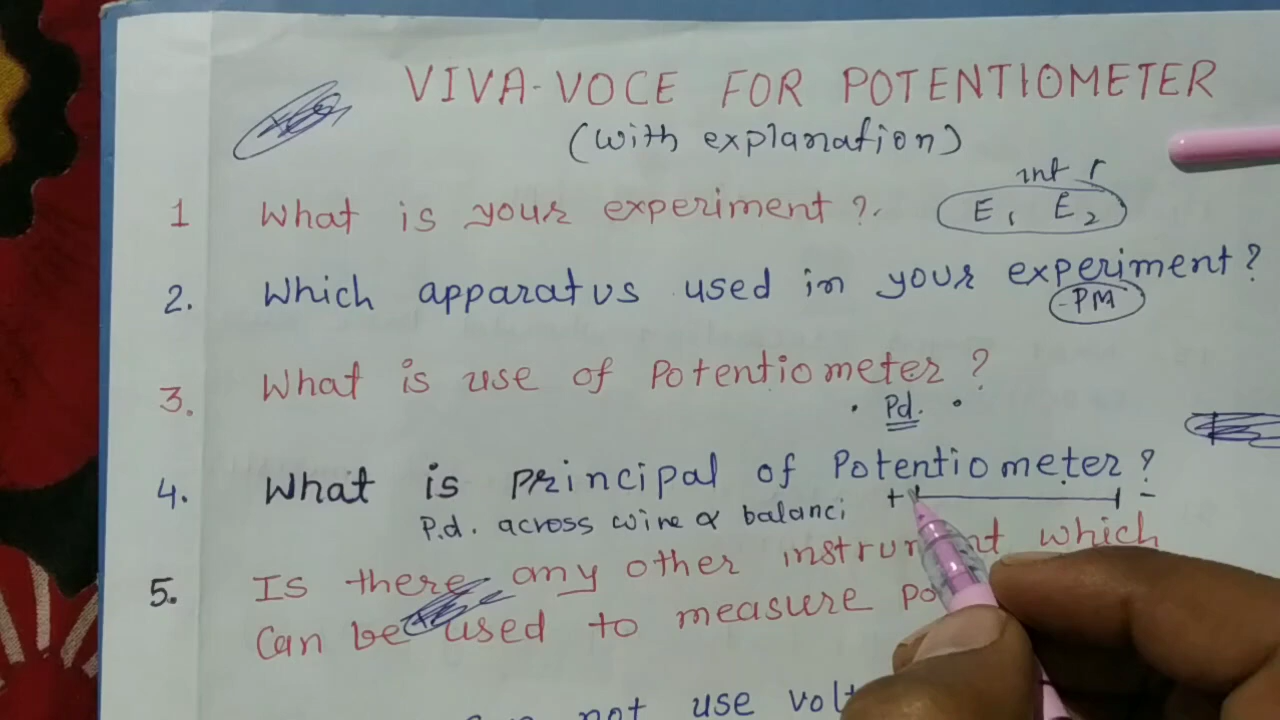 VIVA-VOCE FOR POTENTIOMETER
(With explanation)
int r
1 What is your experiment ?. E1 E2
2. Which apparatus used in your experiment?
PM
3. What is use of Potentiometer ?
Pd.
4. What is principal of Potentiometer ?
P.d. across wire α balanci + -
5. Is there any other instrument which
Can be used to measure
not use